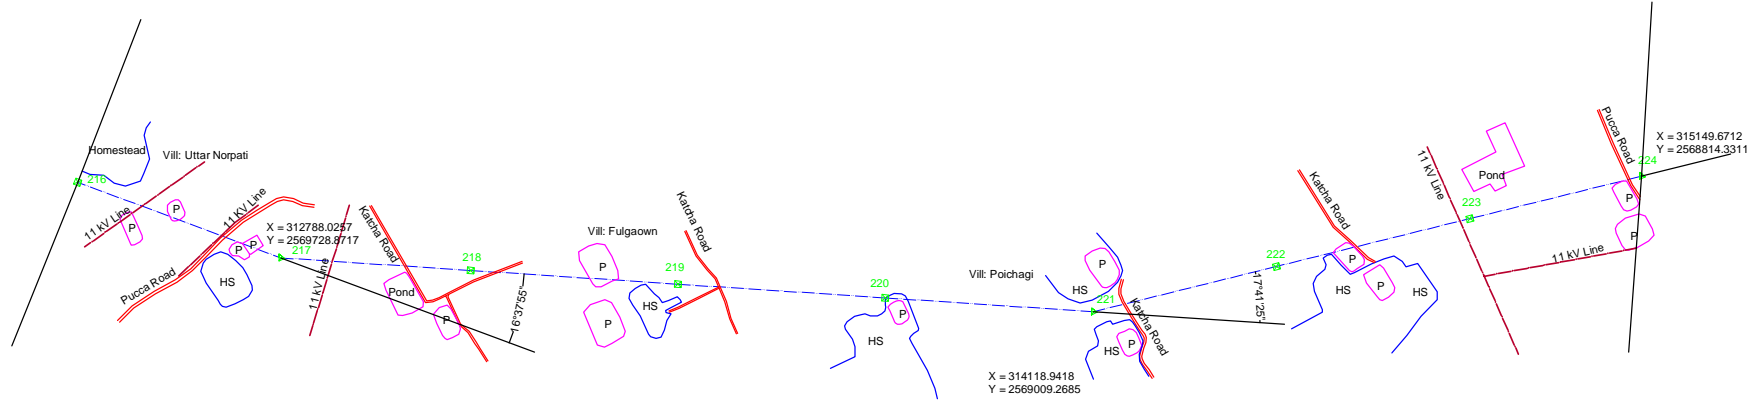 Homestead
216
Vill: Uttar Norpati
11 kV Line
P
P
11 KV Line
Pucca Road
P
P
HS
X = 312788.0257
Y = 2569728.8717
217
11 kV Line
Katcha Road
Pond
P
218
16°37'55"
Vill: Fulgaown
P
P
HS
219
Katcha Road
220
P
HS
Vill: Poichagi
HS
P
221
Katcha Road
HS
P
X = 314118.9418
Y = 2569009.2685
17°41'25"
222
Katcha Road
P
HS
P
HS
11 kV Line
223
Pond
11 kV Line
Pucca Road
P
P
224
X = 315149.6712
Y = 2568814.3311